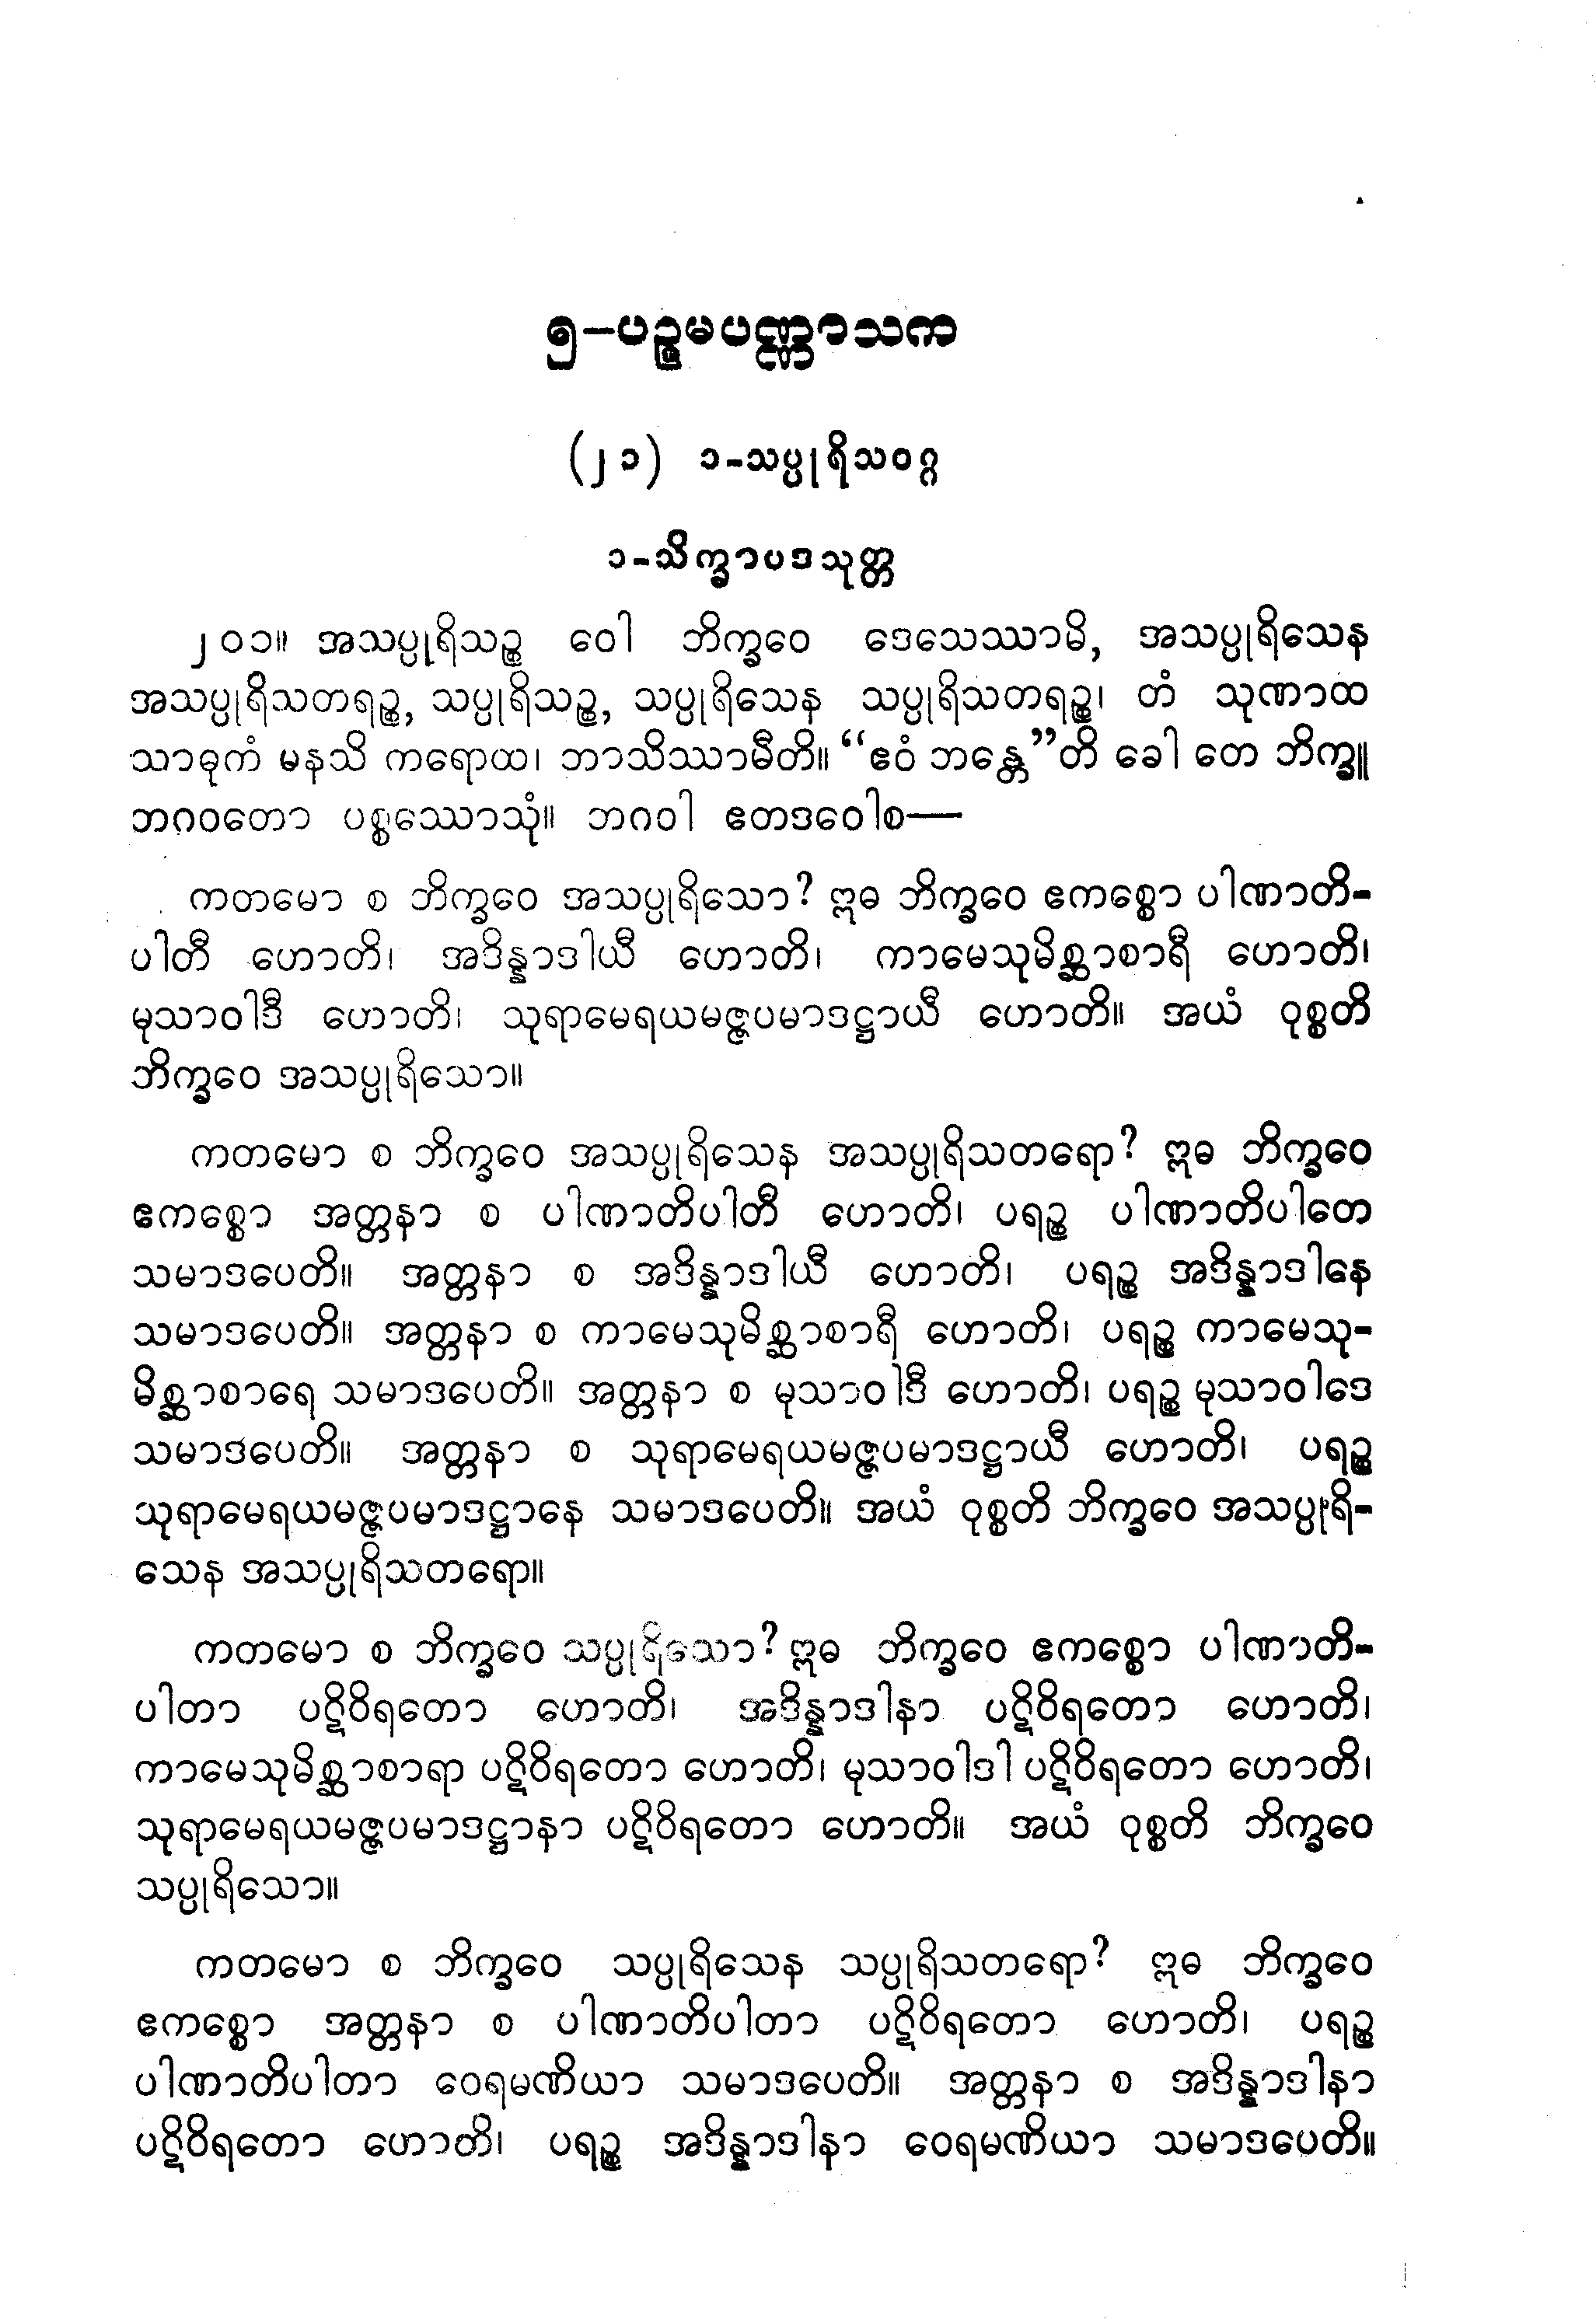 ၅-ပဉ္စမပဏ္ဏာသက
(၂၁) ၁-သပ္ပုရိသဝဂ္ဂ
၁-သိက္ခာပဒသုတ္တ
၂၀၁။ အသပ္ပုရိသဉ္စ ဝေါ ဘိက္ခဝေ ဒေသေဿာမိ, အသပ္ပုရိသေန
အသပ္ပုရိသတရဉ္စ, သပ္ပုရိသဉ္စ, သပ္ပုရိသေန သပ္ပုရိသတရဉ္စ၊ တံ သုဏာထ
သာဓုကံ မနသိ ကရောထ၊ ဘာသိဿာမီတိ။ “ဧဝံ ဘန္တေ”တိ ခေါ တေ ဘိက္ခူ
ဘဂဝတော ပစ္စဿောသုံ။ ဘဂဝါ ဧတဒဝေါစ—
ကတမော စ ဘိက္ခဝေ အသပ္ပုရိသော? ဣဓ ဘိက္ခဝေ ဧကစ္စော ပါဏာတိ-
ပါတီ ဟောတိ၊ အဒိန္နာဒါယီ ဟောတိ၊ ကာမေသုမိစ္ဆာစာရီ ဟောတိ၊
မုသာဝါဒီ ဟောတိ၊ သုရာမေရယမဇ္ဇပမာဒဋ္ဌာယီ ဟောတိ။ အယံ ဝုစ္စတိ
ဘိက္ခဝေ အသပ္ပုရိသော။
ကတမော စ ဘိက္ခဝေ အသပ္ပုရိသေန အသပ္ပုရိသတရော? ဣဓ ဘိက္ခဝေ
ဧကစ္စော အတ္တနာ စ ပါဏာတိပါတီ ဟောတိ၊ ပရဉ္စ ပါဏာတိပါတေ
သမာဒပေတိ။ အတ္တနာ စ အဒိန္နာဒါယီ ဟောတိ၊ ပရဉ္စ အဒိန္နာဒါနေ
သမာဒပေတိ။ အတ္တနာ စ ကာမေသုမိစ္ဆာစာရီ ဟောတိ၊ ပရဉ္စ ကာမေသု-
မိစ္ဆာစာရေ သမာဒပေတိ။ အတ္တနာ စ မုသာဝါဒီ ဟောတိ၊ ပရဉ္စ မုသာဝါဒေ
သမာဒပေတိ။ အတ္တနာ စ သုရာမေရယမဇ္ဇပမာဒဋ္ဌာယီ ဟောတိ၊ ပရဉ္စ
သုရာမေရယမဇ္ဇပမာဒဋ္ဌာနေ သမာဒပေတိ။ အယံ ဝုစ္စတိ ဘိက္ခဝေ အသပ္ပုရိ-
သေန အသပ္ပုရိသတရော။
ကတမော စ ဘိက္ခဝေ သပ္ပုရိသော? ဣဓ ဘိက္ခဝေ ဧကစ္စော ပါဏာတိ-
ပါတာ ပဋိဝိရတော ဟောတိ၊ အဒိန္နာဒါနာ ပဋိဝိရတော ဟောတိ၊
ကာမေသုမိစ္ဆာစာရာ ပဋိဝိရတော ဟောတိ၊ မုသာဝါဒါ ပဋိဝိရတော ဟောတိ၊
သုရာမေရယမဇ္ဇပမာဒဋ္ဌာနာ ပဋိဝိရတော ဟောတိ။ အယံ ဝုစ္စတိ ဘိက္ခဝေ
သပ္ပုရိသော။
ကတမော စ ဘိက္ခဝေ သပ္ပုရိသေန သပ္ပုရိသတရော? ဣဓ ဘိက္ခဝေ
ဧကစ္စော အတ္တနာ စ ပါဏာတိပါတာ ပဋိဝိရတော ဟောတိ၊ ပရဉ္စ
ပါဏာတိပါတာ ဝေရမဏိယာ သမာဒပေတိ။ အတ္တနာ စ အဒိန္နာဒါနာ
ပဋိဝိရတော ဟောတိ၊ ပရဉ္စ အဒိန္နာဒါနာ ဝေရမဏိယာ သမာဒပေတိ။